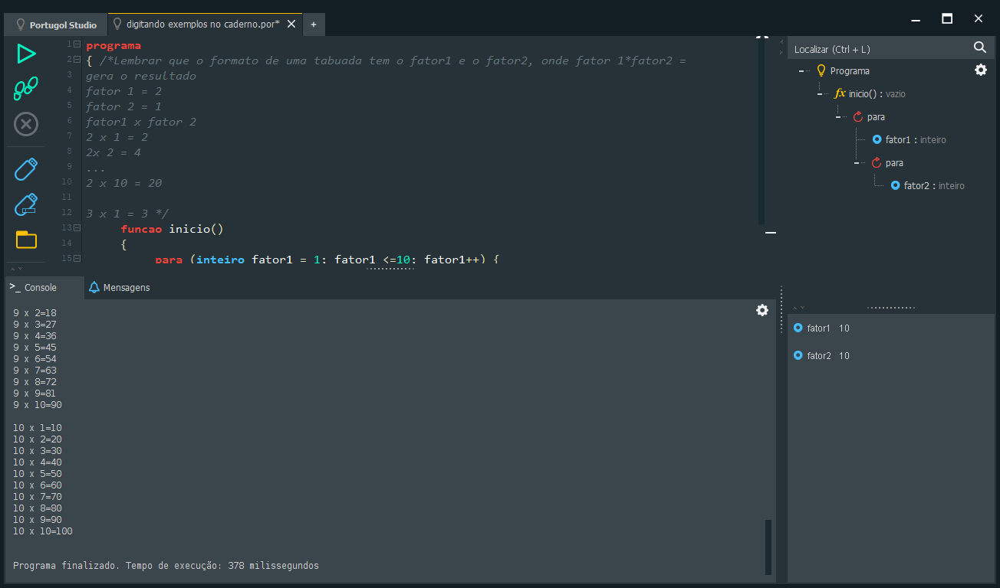 Portugol Studio
digitando exemplos no caderno.por*
+
1 programa
2 { /*Lembrar que o formato de uma tabuada tem o fator1 e o fator2, onde fator 1*fator2 =
3 gera o resultado
4 fator 1 = 2
5 fator 2 = 1
6 fator1 x fator 2
7 2 x 1 = 2
8 2x 2 = 4
9 ...
10 2 x 10 = 20
11
12 3 x 1 = 3 */
13 funcao inicio()
14 {
15 para (inteiro fator1 = 1; fator1 <=10; fator1++) {
Localizar (Ctrl + L)
Programa
fx inicio() : vazio
para
fator1 : inteiro
para
fator2 : inteiro
>_ Console
Mensagens
9 x 2=18
9 x 3=27
9 x 4=36
9 x 5=45
9 x 6=54
9 x 7=63
9 x 8=72
9 x 9=81
9 x 10=90
10 x 1=10
10 x 2=20
10 x 3=30
10 x 4=40
10 x 5=50
10 x 6=60
10 x 7=70
10 x 8=80
10 x 9=90
10 x 10=100
Programa finalizado. Tempo de execução: 378 milissegundos
fator1 10
fator2 10